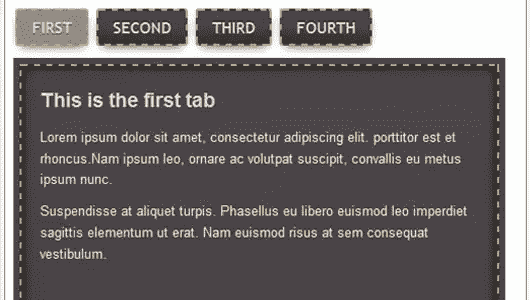 FIRST SECOND THIRD FOURTH
This is the first tab
Lorem ipsum dolor sit amet, consectetur adipiscing elit. porttitor est et
rhoncus.Nam ipsum leo, ornare ac volutpat suscipit, convallis eu metus
ipsum nunc.
Suspendisse at aliquet turpis. Phasellus eu libero euismod leo imperdiet
sagittis elementum ut erat. Nam euismod risus at sem consequat
vestibulum.